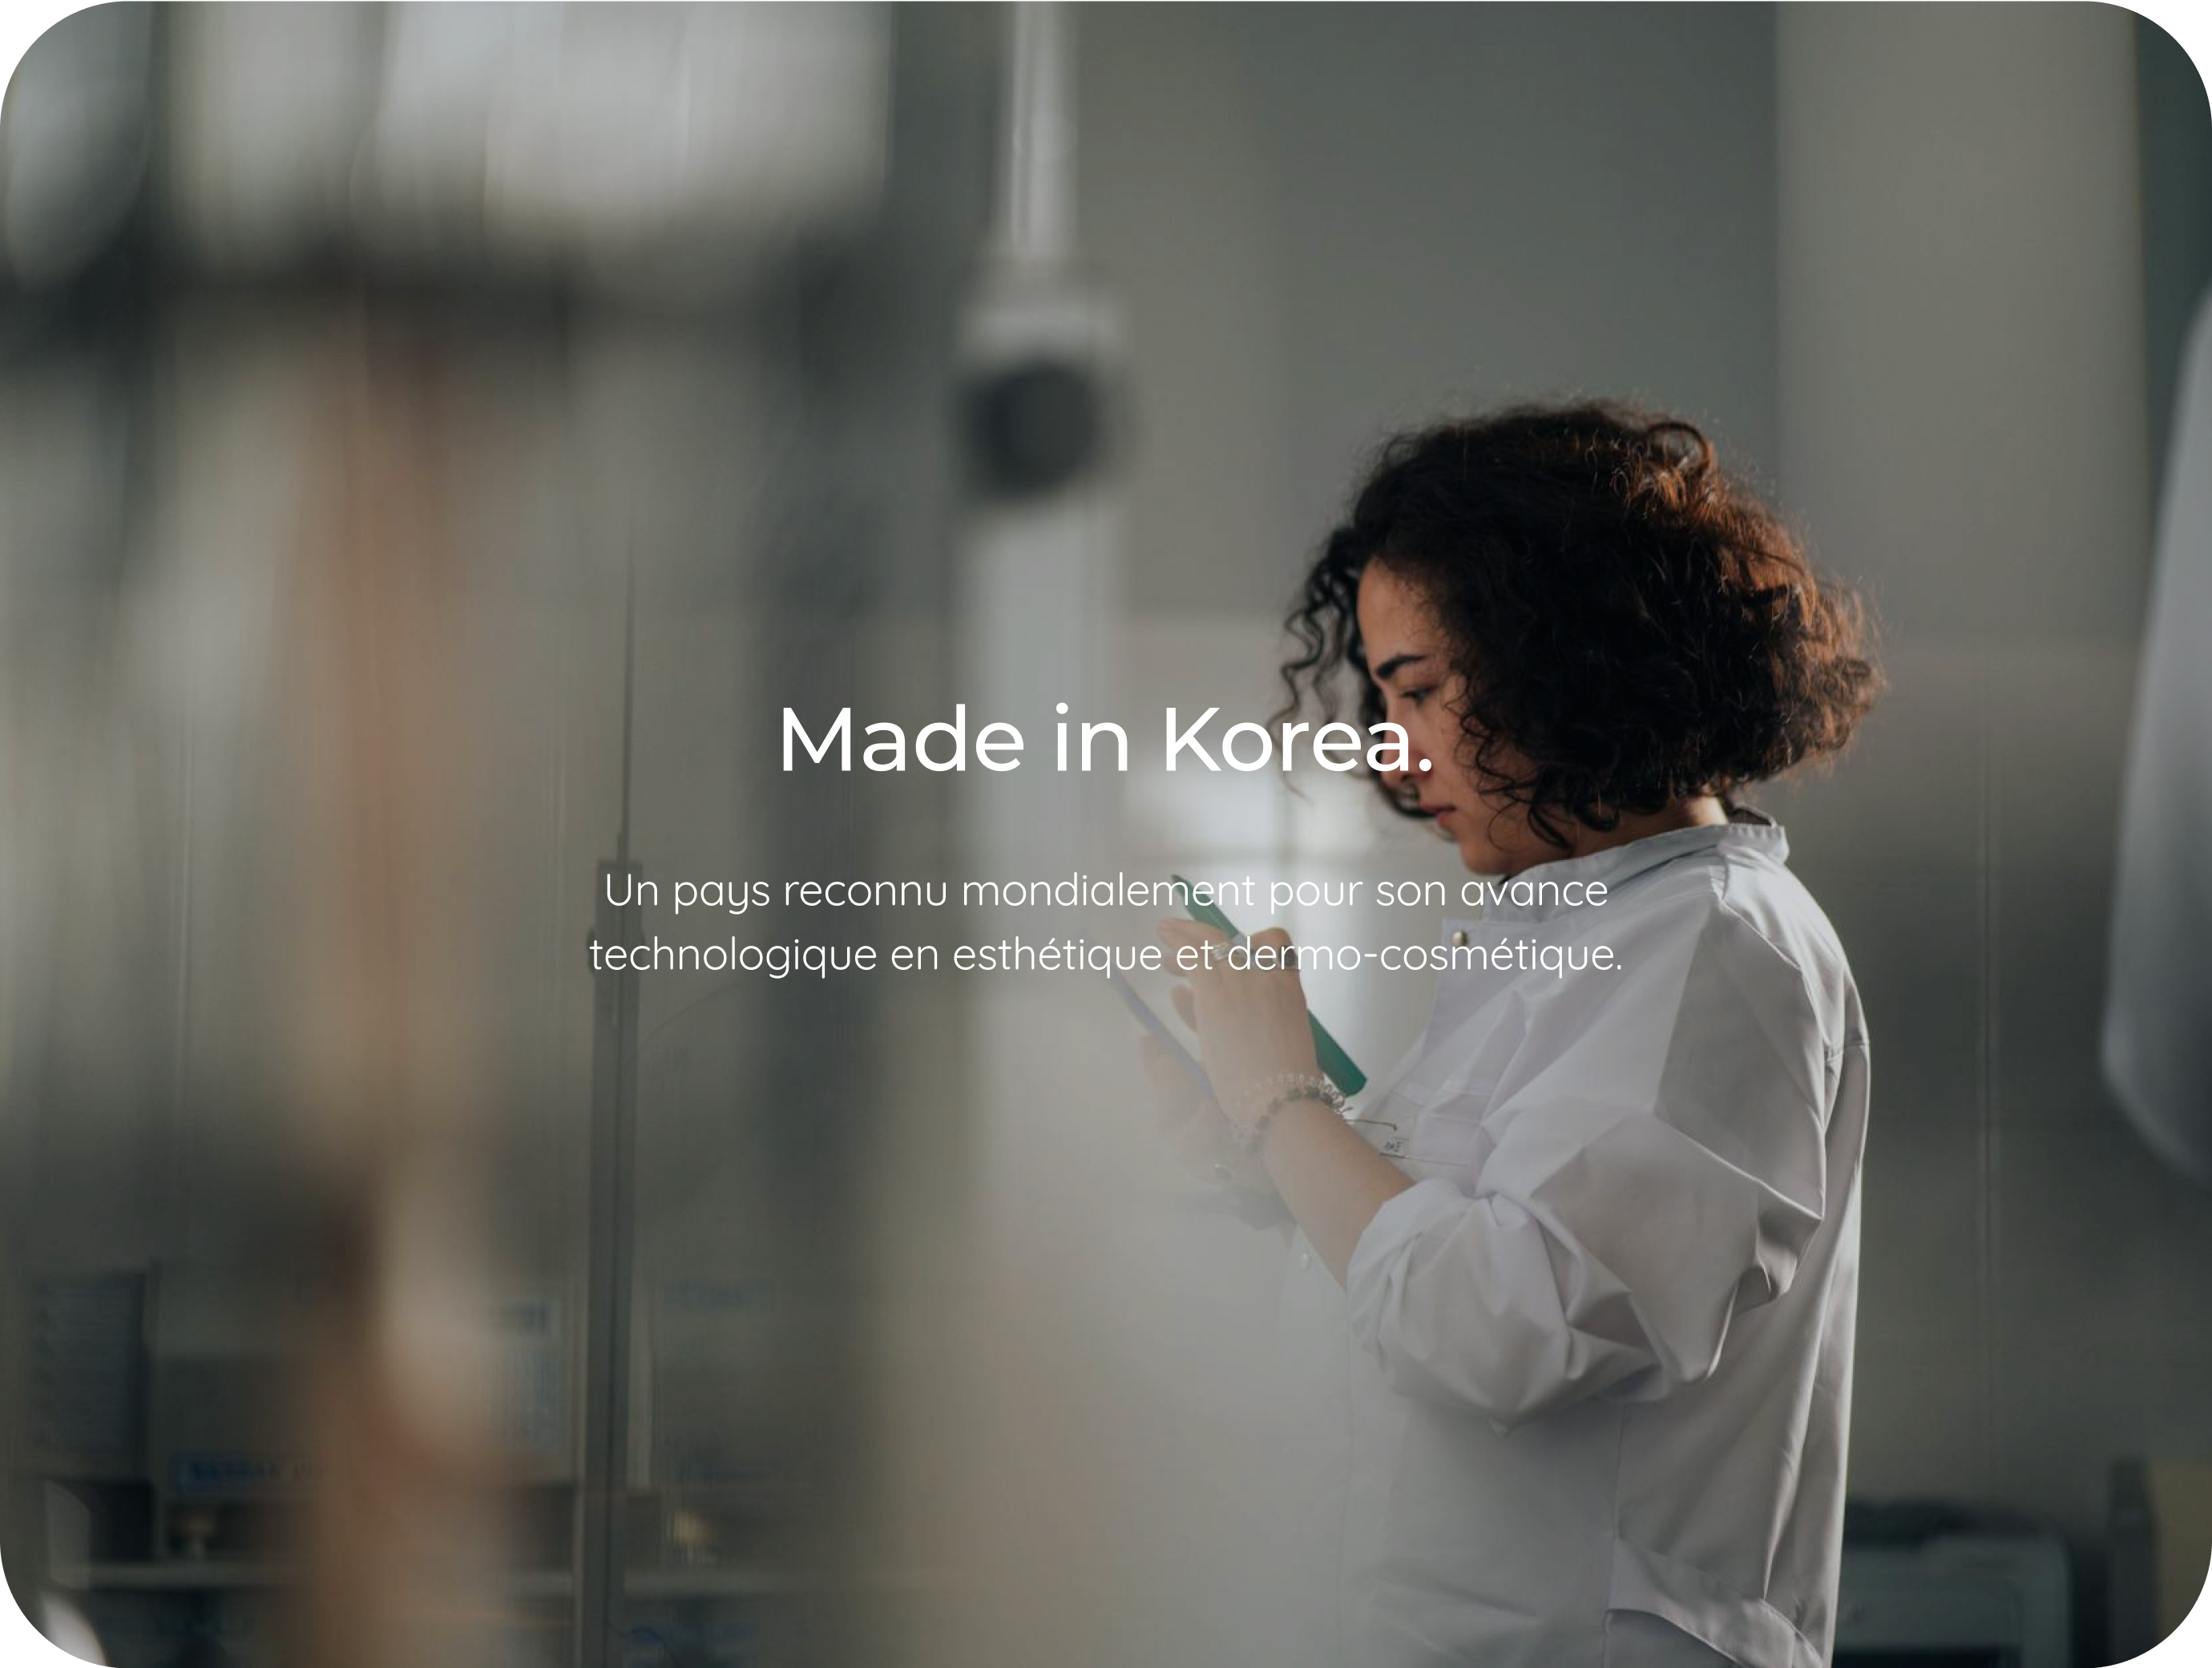 Made in Korea.
Un pays reconnu mondialement pour son avance
technologique en esthétique et dermo-cosmétique.